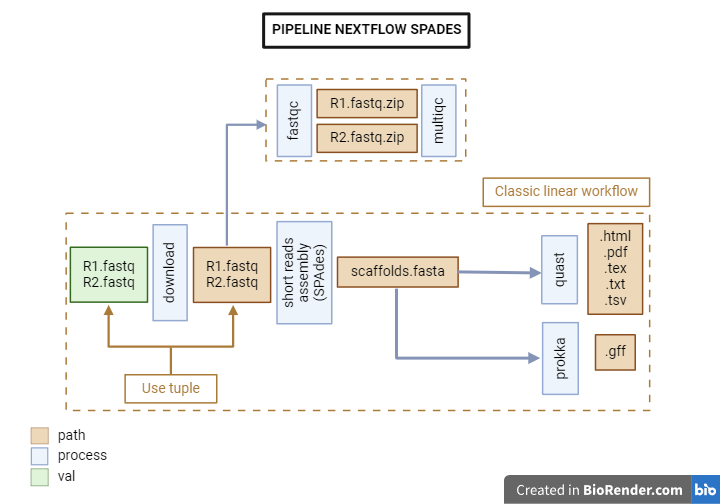 PIPELINE NEXTFLOW SPADES
fastqc
R1.fastq.zip
R2.fastq.zip
multiqc
Classic linear workflow
R1.fastq
R2.fastq
download
R1.fastq
R2.fastq
short reads
assembly
(SPAdes)
scaffolds.fasta
quast
.html
.pdf
.tex
.txt
.tsv
prokka
.gff
Use tuple
path
process
val
Created in BioRender.com bio